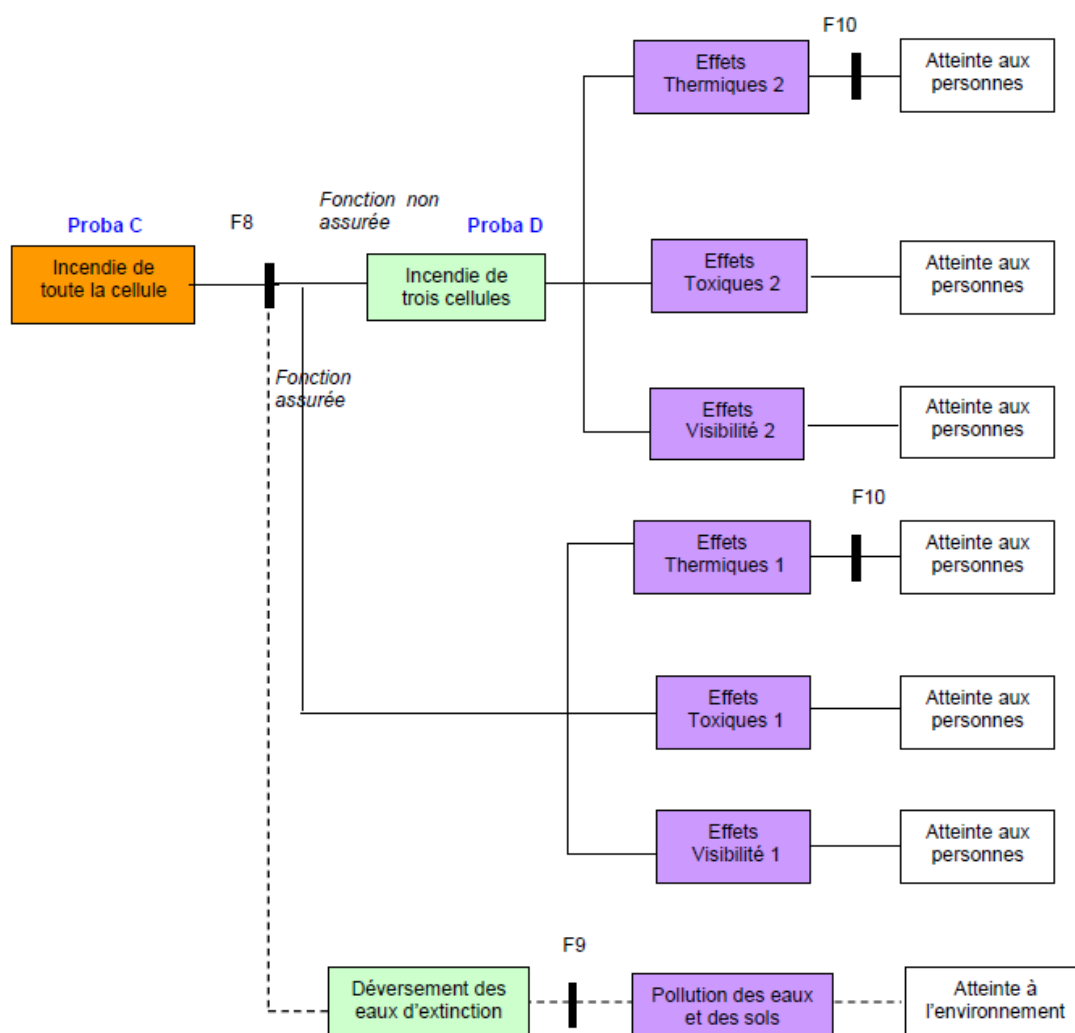 F10
Effets
Thermiques 2
Atteinte aux
personnes
Fonction non
assurée
Proba C
F8
Proba D
Incendie de
toute la cellule
Incendie de
trois cellules
Effets
Toxiques 2
Atteinte aux
personnes
Fonction
assurée
Effets
Visibilité 2
Atteinte aux
personnes
F10
Effets
Thermiques 1
Atteinte aux
personnes
Effets
Toxiques 1
Atteinte aux
personnes
Effets
Visibilité 1
Atteinte aux
personnes
F9
Déversement des
eaux d'extinction
Pollution des eaux
et des sols
Atteinte à
l'environnement